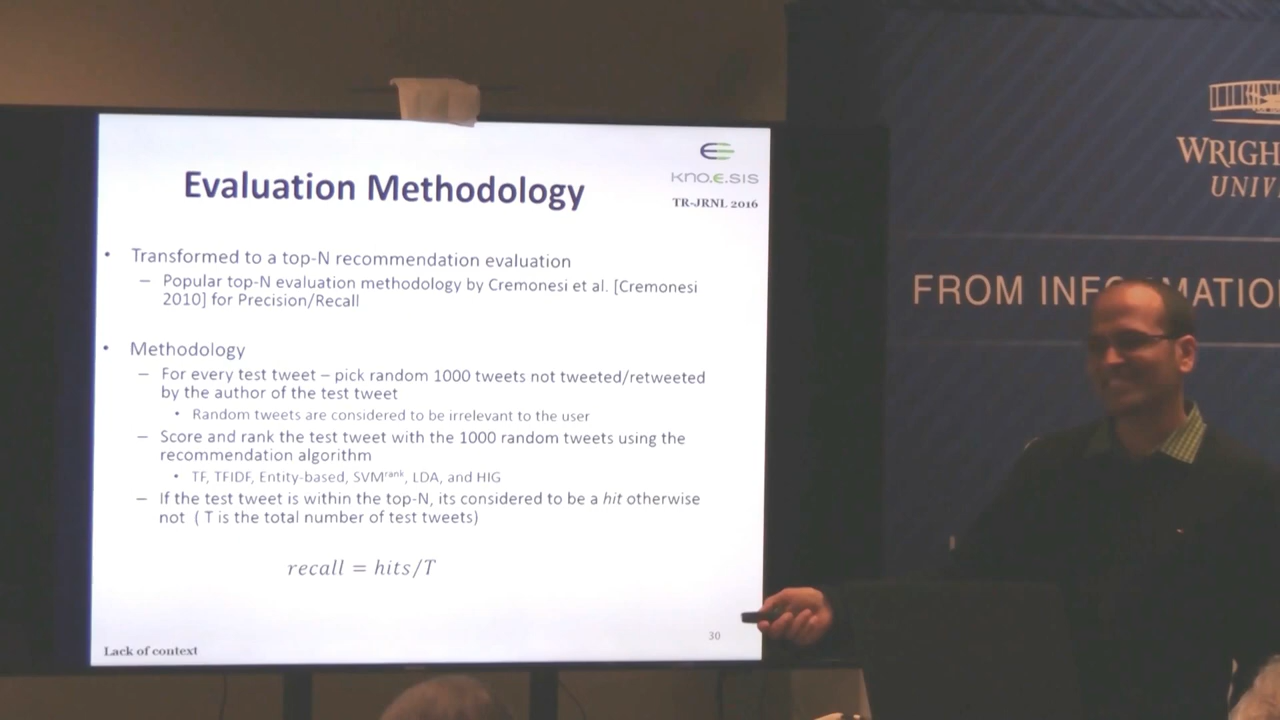 Evaluation Methodology
kno.e.sis
TR-JRNL 2016
• Transformed to a top-N recommendation evaluation
– Popular top-N evaluation methodology by Cremonesi et al. [Cremonesi
2010] for Precision/Recall
• Methodology
– For every test tweet – pick random 1000 tweets not tweeted/retweeted
by the author of the test tweet
• Random tweets are considered to be irrelevant to the user
– Score and rank the test tweet with the 1000 random tweets using the
recommendation algorithm
• TF, TFIDF, Entity-based, SVMrank, LDA, and HIG
– If the test tweet is within the top-N, its considered to be a hit otherwise
not ( T is the total number of test tweets)
recall = hits/T
30
Lack of context
WRIGH
UNIV
FROM INF MATIO